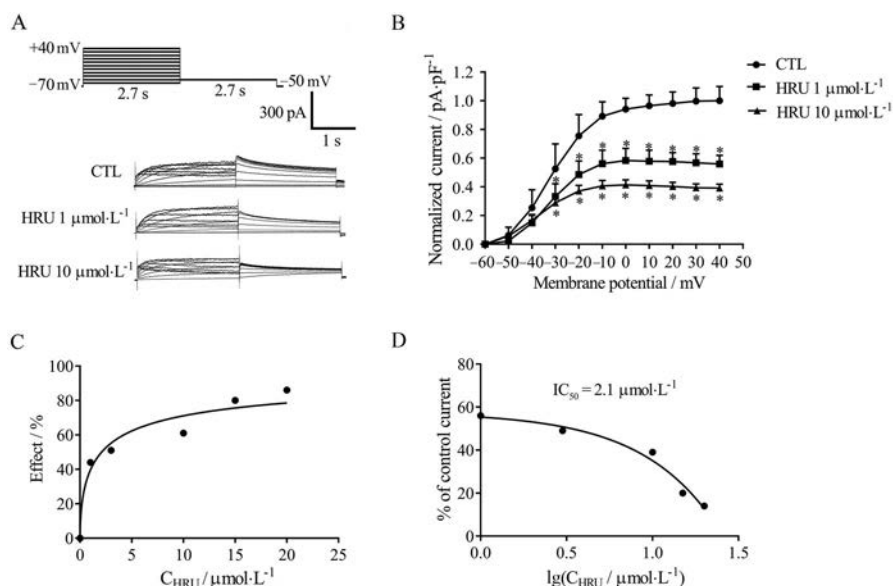 A
+40 mV
−70 mV
2.7 s
2.7 s
−50 mV
300 pA
1 s
CTL
HRU 1 μmol·L⁻¹
HRU 10 μmol·L⁻¹
B
CTL
HRU 1 μmol·L⁻¹
HRU 10 μmol·L⁻¹
Normalized current / pA·pF⁻¹
1.2
1.0
0.8
0.6
0.4
0.2
0.0
* * * * * * * *
* * * * * * * *
−60 −50 −40 −30 −20 −10 0 10 20 30 40 50
Membrane potential / mV
C
Effect / %
100
80
60
40
20
0
0 5 10 15 20 25
C_HRU / μmol·L⁻¹
D
IC₅₀ = 2.1 μmol·L⁻¹
% of control current
80
60
40
20
0
0.0 0.5 1.0 1.5
lg(C_HRU / μmol·L⁻¹)